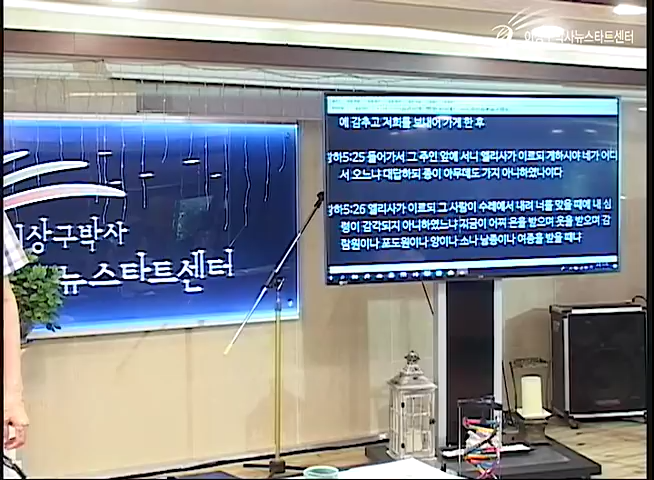 이상구박사뉴스타트센터
에 감추고 저희를 보내어 가게 한 후
왕하5:25 들어가서 그 주인 앞에 서니 엘리사가 이르되 게하시야 네가 어디
서 오느냐 대답하되 종이 아무데도 가지 아니하였나이다
왕하5:26 엘리사가 이르되 그 사람이 수레에서 내려 너를 맞을 때에 내 심
령이 감각되지 아니하였느냐 지금이 어찌 은을 받으며 옷을 받으며 감
람원이나 포도원이나 양이나 소나 남종이나 여종을 받을 때냐
이상구박사
뉴스타트센터